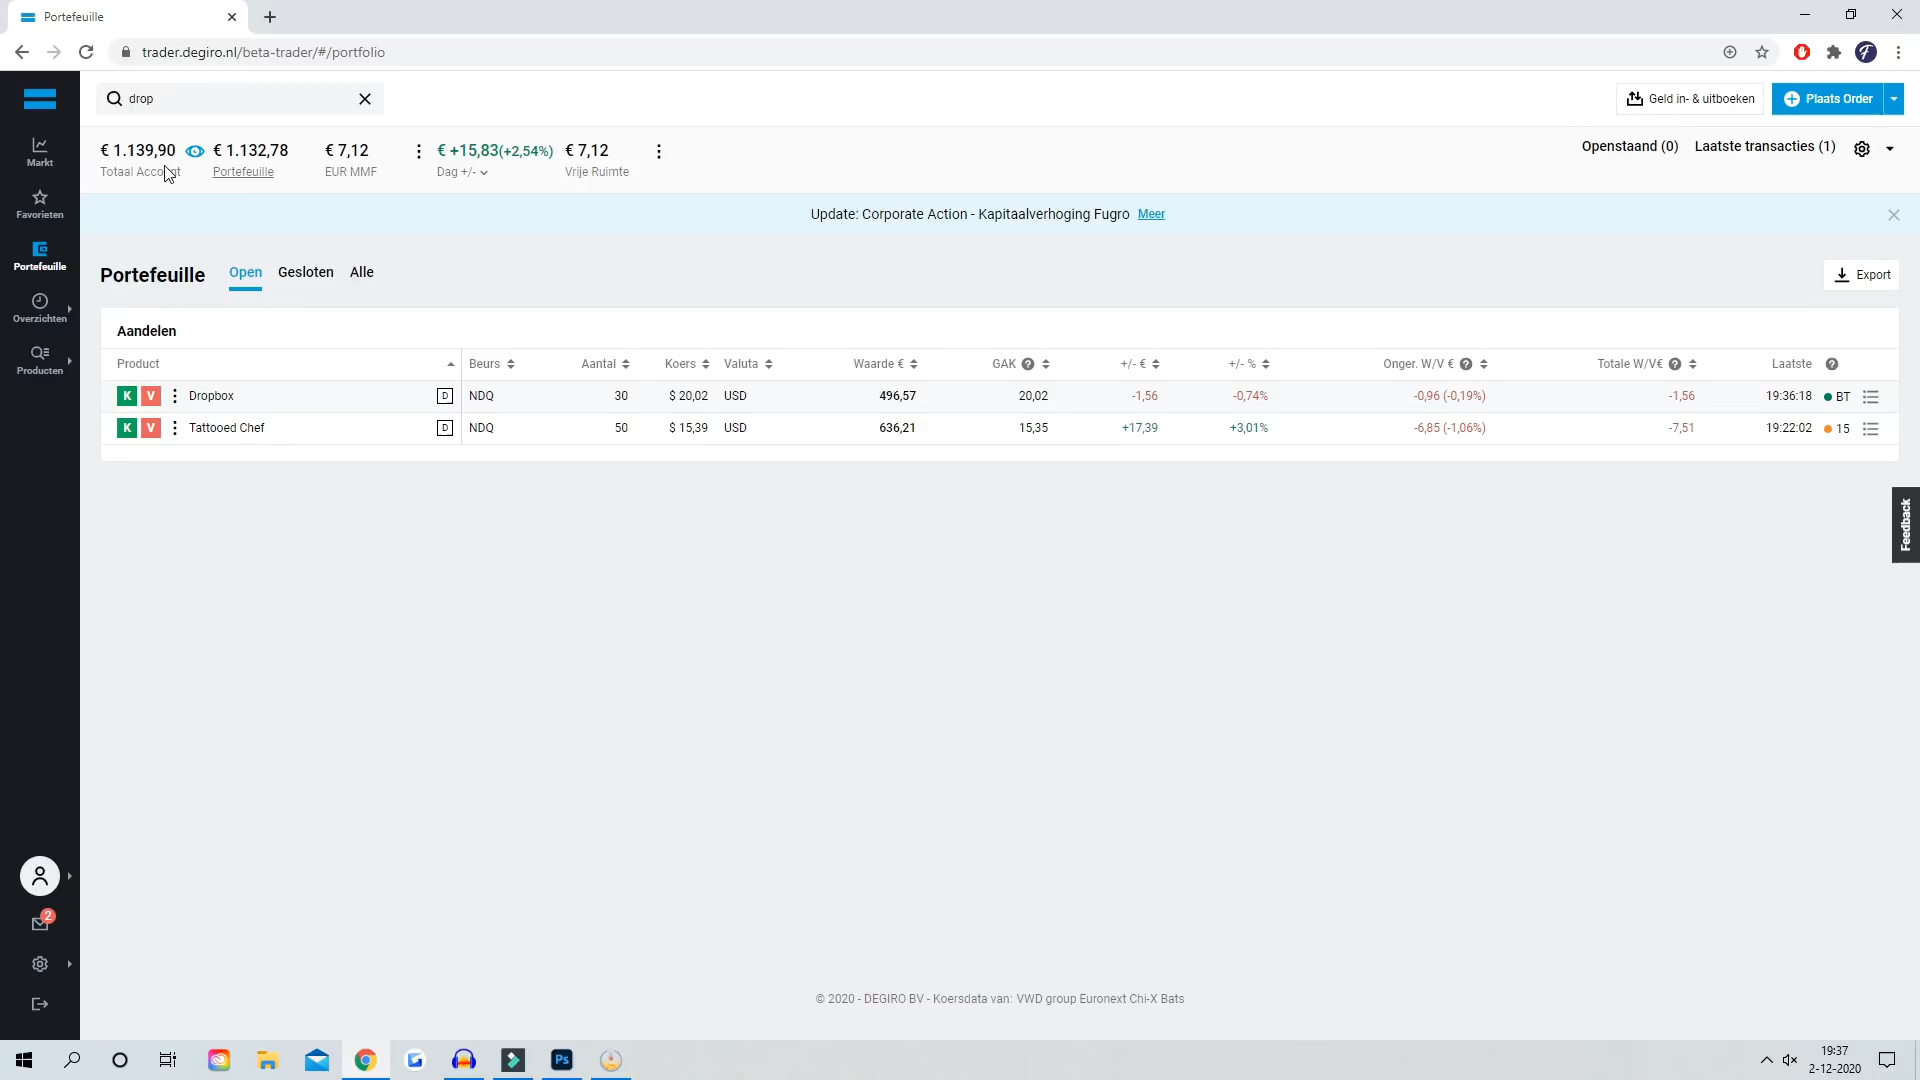 Portefeuille
trader.degiro.nl/beta-trader/#/portfolio
drop
Geld in- & uitboeken
Plaats Order
Markt
Favorieten
Portefeuille
Overzichten
Producten
2
€ 1.139,90 € 1.132,78 € 7,12 € +15,83(+2,54%) € 7,12
Totaal Account Portefeuille EUR MMF Dag +/- Vrije Ruimte
Openstaand (0) Laatste transacties (1)
Update: Corporate Action - Kapitaalverhoging Fugro Meer
Portefeuille Open Gesloten Alle
Export
Aandelen
Product Beurs Aantal Koers Valuta Waarde € GAK ? +/- € +/- % Onger. W/V € ? Totale W/V€ ? Laatste ?
K V Dropbox D NDQ 30 $ 20,02 USD 496,57 20,02 -1,56 -0,74% -0,96 (-0,19%) -1,56 19:36:18 BT
K V Tattooed Chef D NDQ 50 $ 15,39 USD 636,21 15,35 +17,39 +3,01% -6,85 (-1,06%) -7,51 19:22:02 15
Feedback
© 2020 - DEGIRO BV - Koersdata van: VWD group Euronext Chi-X Bats
Ps
19:37
2-12-2020